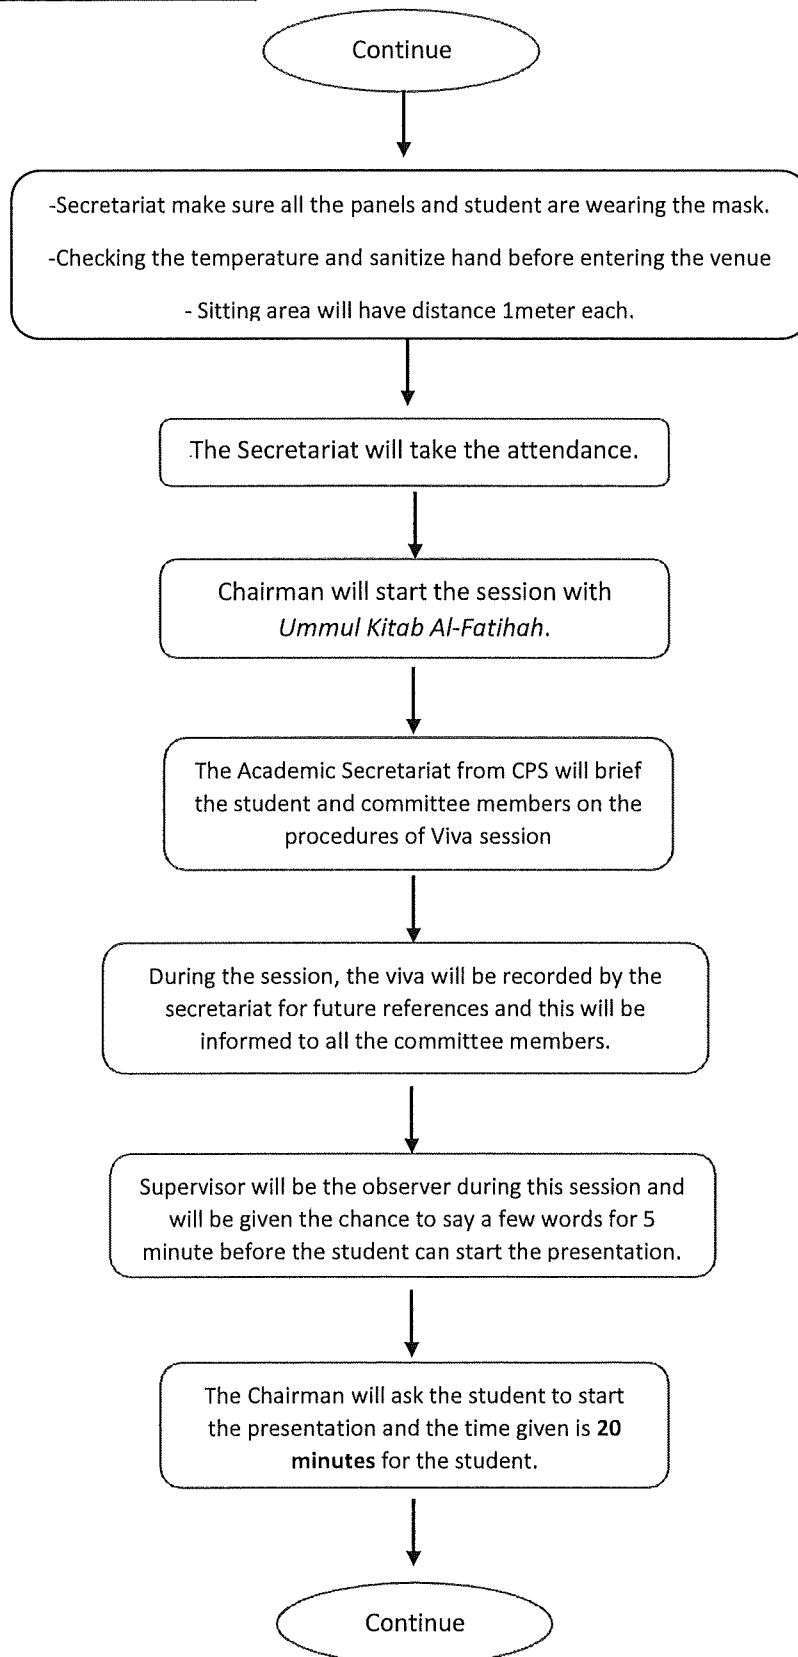 Continue
-Secretariat make sure all the panels and student are wearing the mask.
-Checking the temperature and sanitize hand before entering the venue
- Sitting area will have distance 1meter each.
The Secretariat will take the attendance.
Chairman will start the session with
Ummul Kitab Al-Fatihah.
The Academic Secretariat from CPS will brief
the student and committee members on the
procedures of Viva session
During the session, the viva will be recorded by the
secretariat for future references and this will be
informed to all the committee members.
Supervisor will be the observer during this session and
will be given the chance to say a few words for 5
minute before the student can start the presentation.
The Chairman will ask the student to start
the presentation and the time given is 20
minutes for the student.
Continue